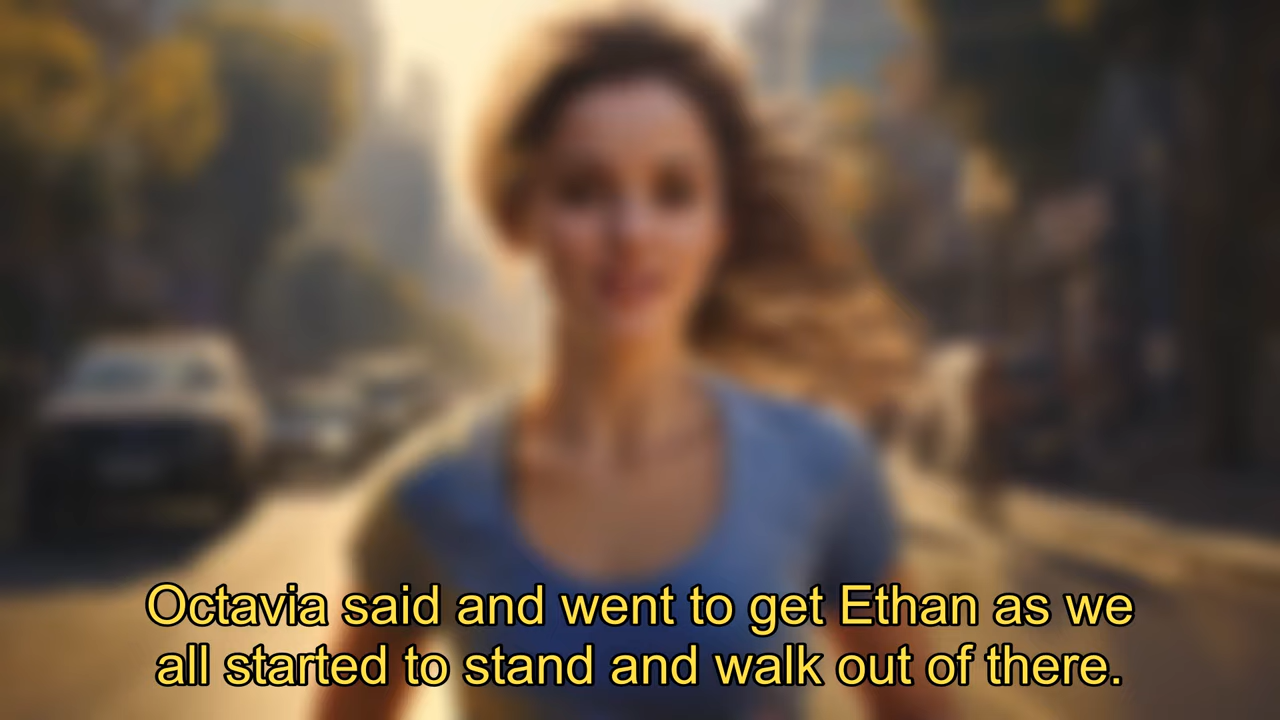 Octavia said and went to get Ethan as we
all started to stand and walk out of there.